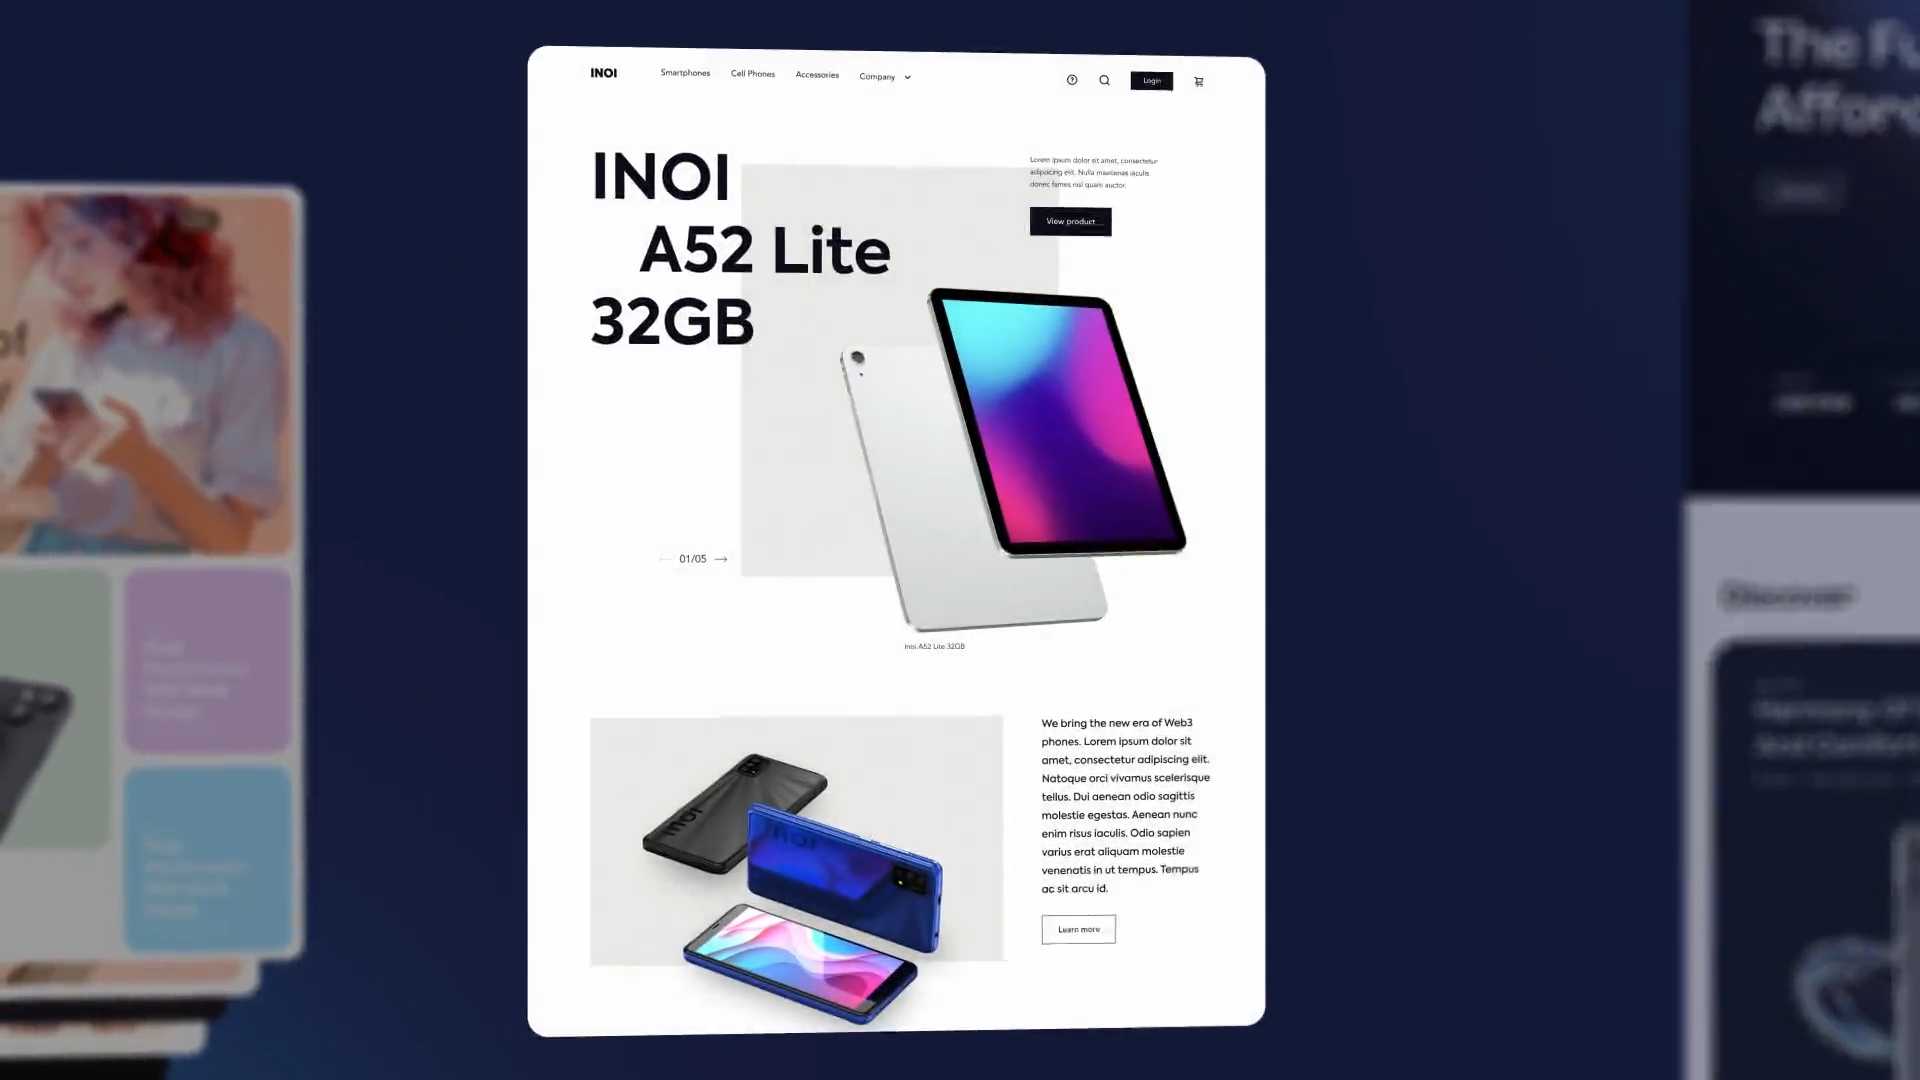 INOI
Smartphones
Cell Phones
Accessories
Company
Login
INOI
A52 Lite
32GB
Lorem ipsum dolor sit amet, consectetur
adipiscing elit. Nulla maecenas iaculis
donec fames nisl quam auctor.
View product
01/05
Inoi A52 Lite 32GB
INOI
INOI
We bring the new era of Web3
phones. Lorem ipsum dolor sit
amet, consectetur adipiscing elit.
Natoque orci vivamus scelerisque
tellus. Dui aenean odio sagittis
molestie egestas. Aenean nunc
enim risus iaculis. Odio sapien
varius erat aliquam molestie
venenatis in ut tempus. Tempus
ac sit arcu id.
Learn more
of
The Fu
Afford
Discover